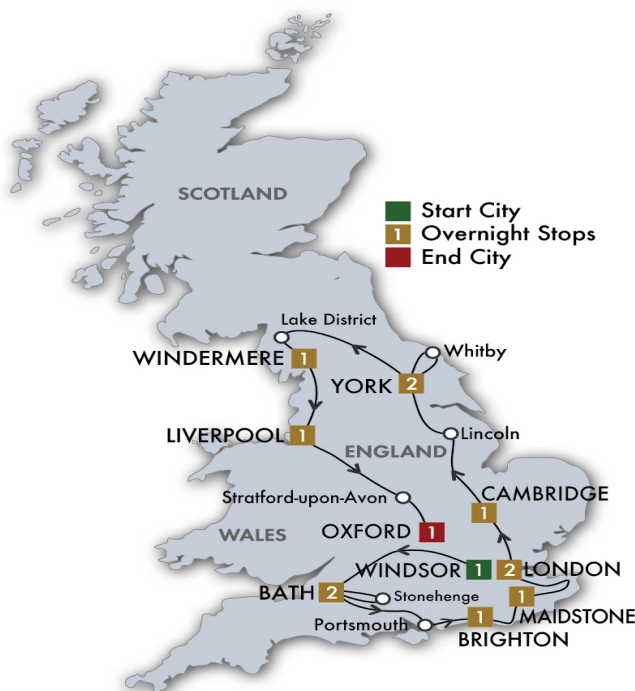 SCOTLAND
Start City
1 Overnight Stops
End City
Lake District
WINDERMERE 1
Whitby
YORK 2
LIVERPOOL 1
Lincoln
ENGLAND
Stratford-upon-Avon
CAMBRIDGE
1
WALES
OXFORD 1
WINDSOR 1
2 LONDON
BATH 2
Stonehenge
1
MAIDSTONE
Portsmouth
1
BRIGHTON